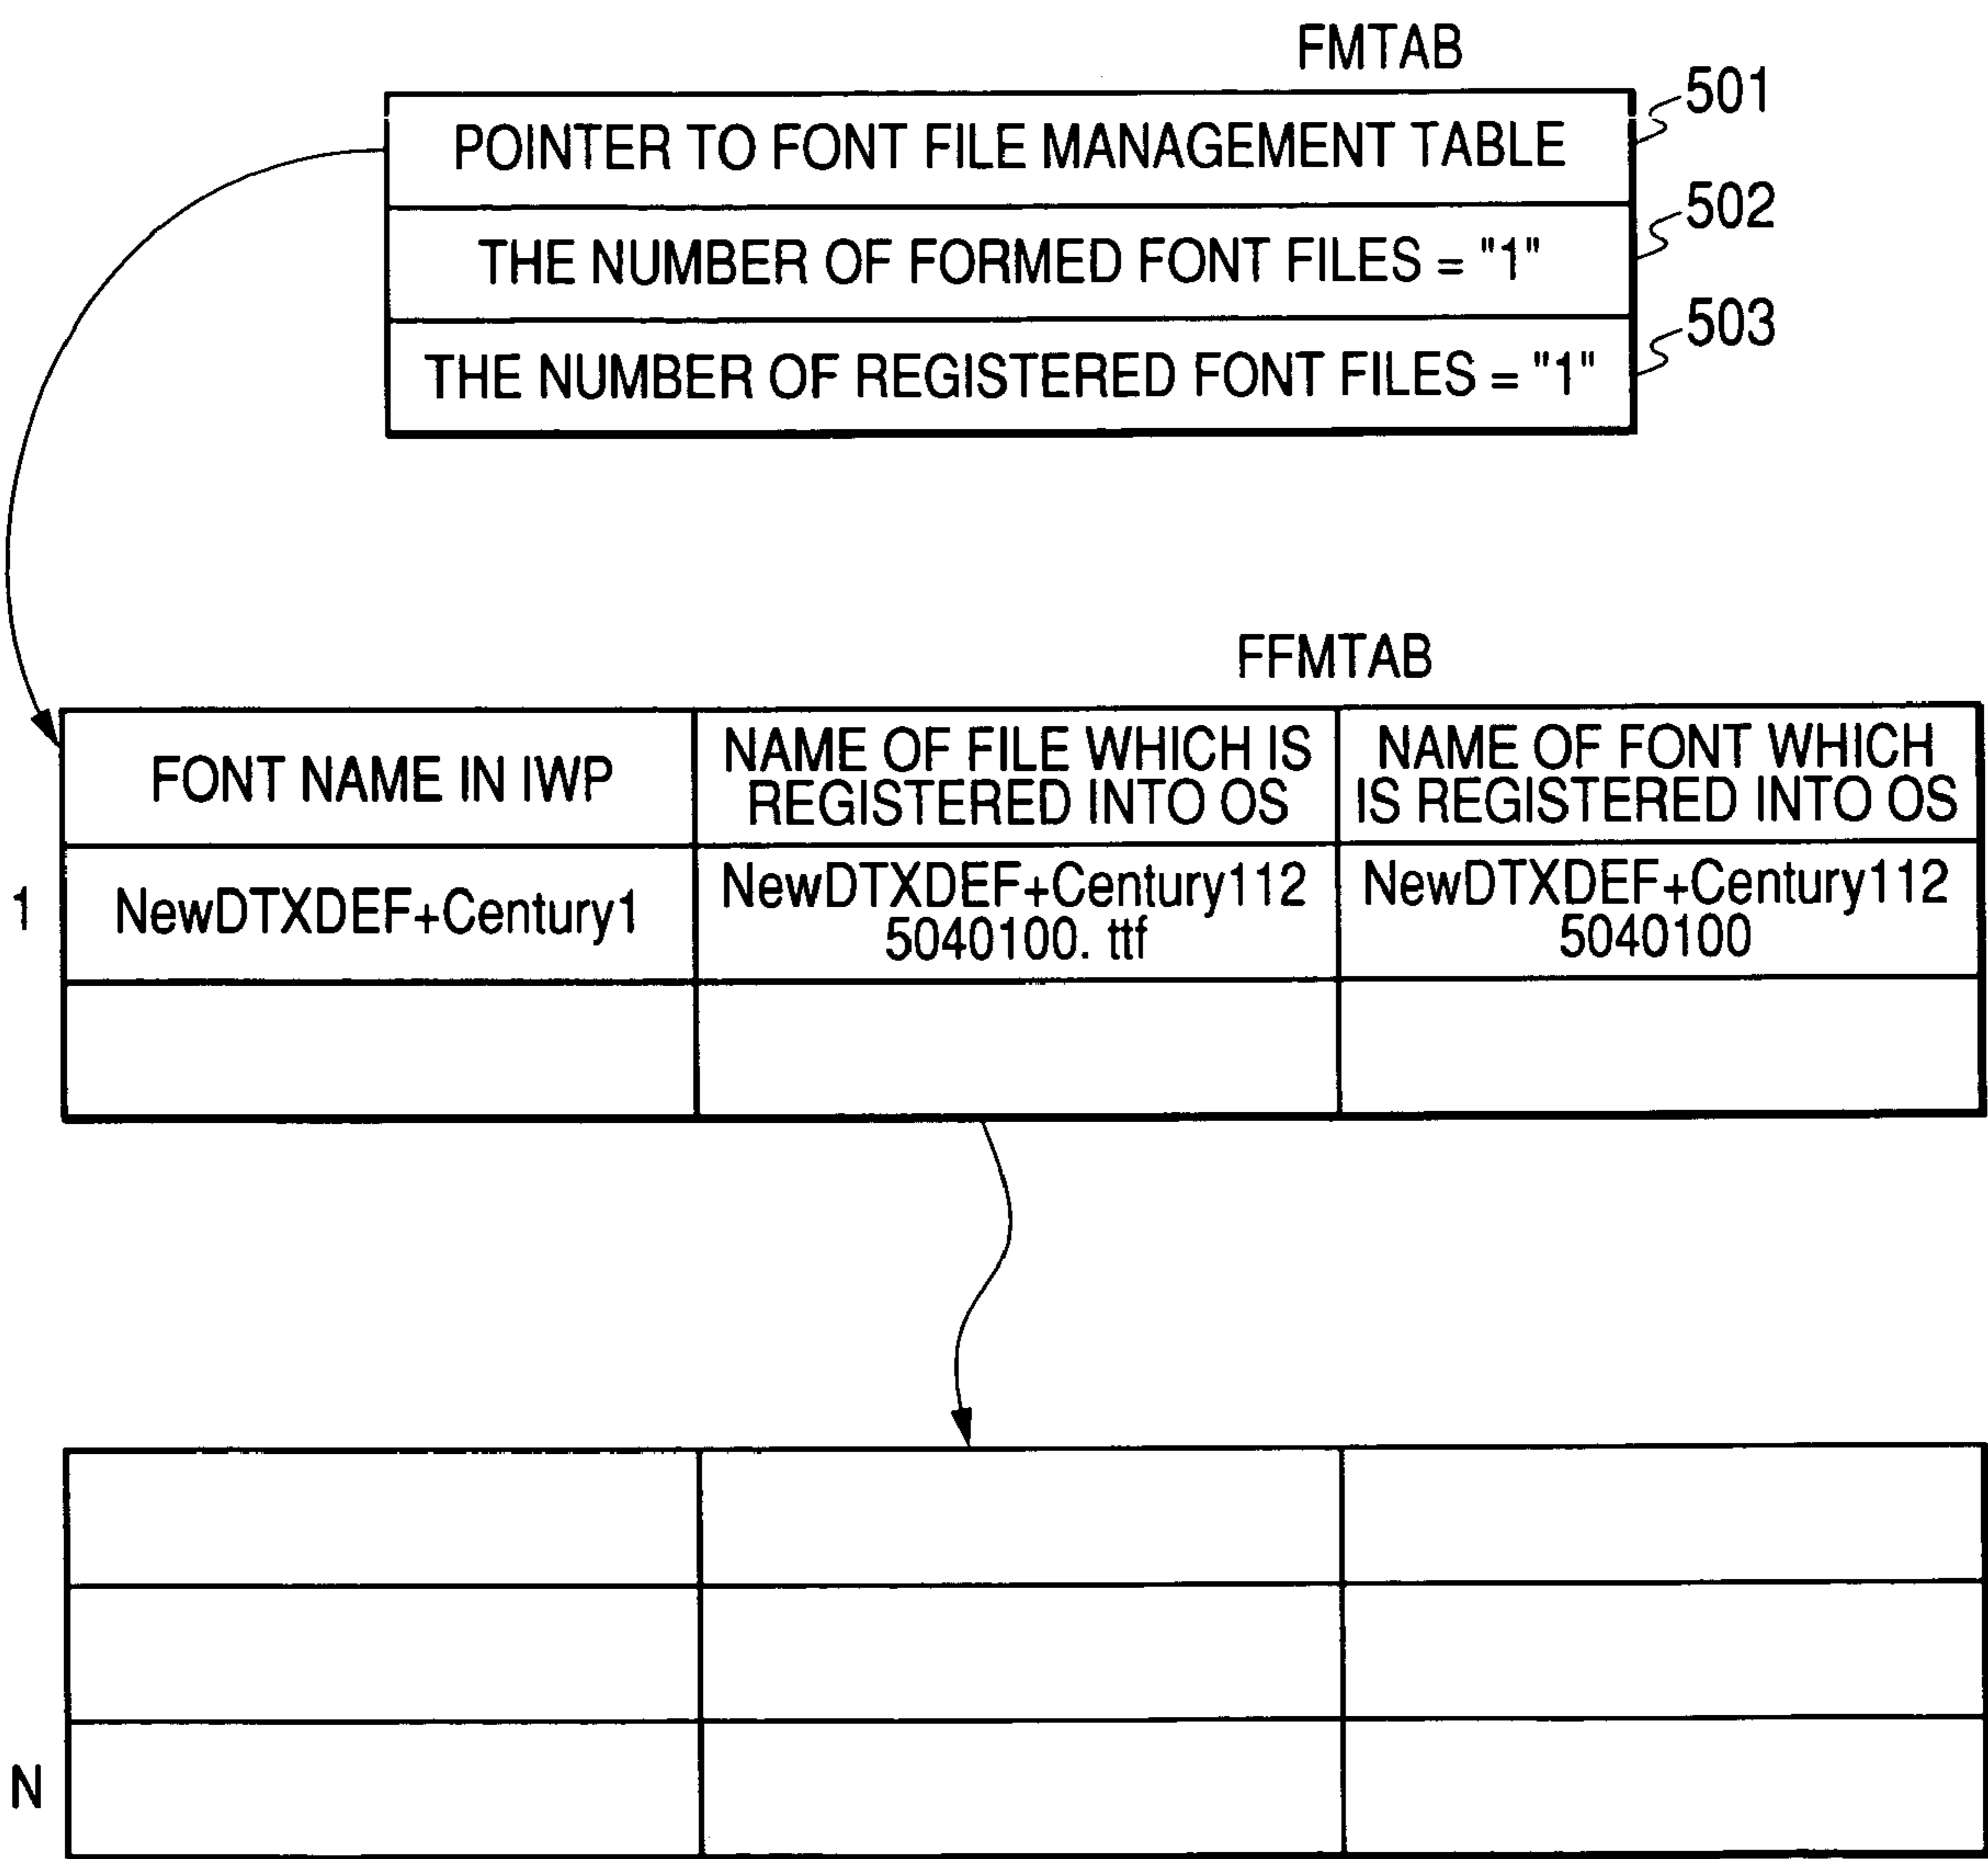 FMTAB
POINTER TO FONT FILE MANAGEMENT TABLE
501
THE NUMBER OF FORMED FONT FILES = "1"
502
THE NUMBER OF REGISTERED FONT FILES = "1"
503
FFMTAB
FONT NAME IN IWP
NAME OF FILE WHICH IS
REGISTERED INTO OS
NAME OF FONT WHICH
IS REGISTERED INTO OS
1
NewDTXDEF+Century1
NewDTXDEF+Century112
5040100. ttf
NewDTXDEF+Century112
5040100
N